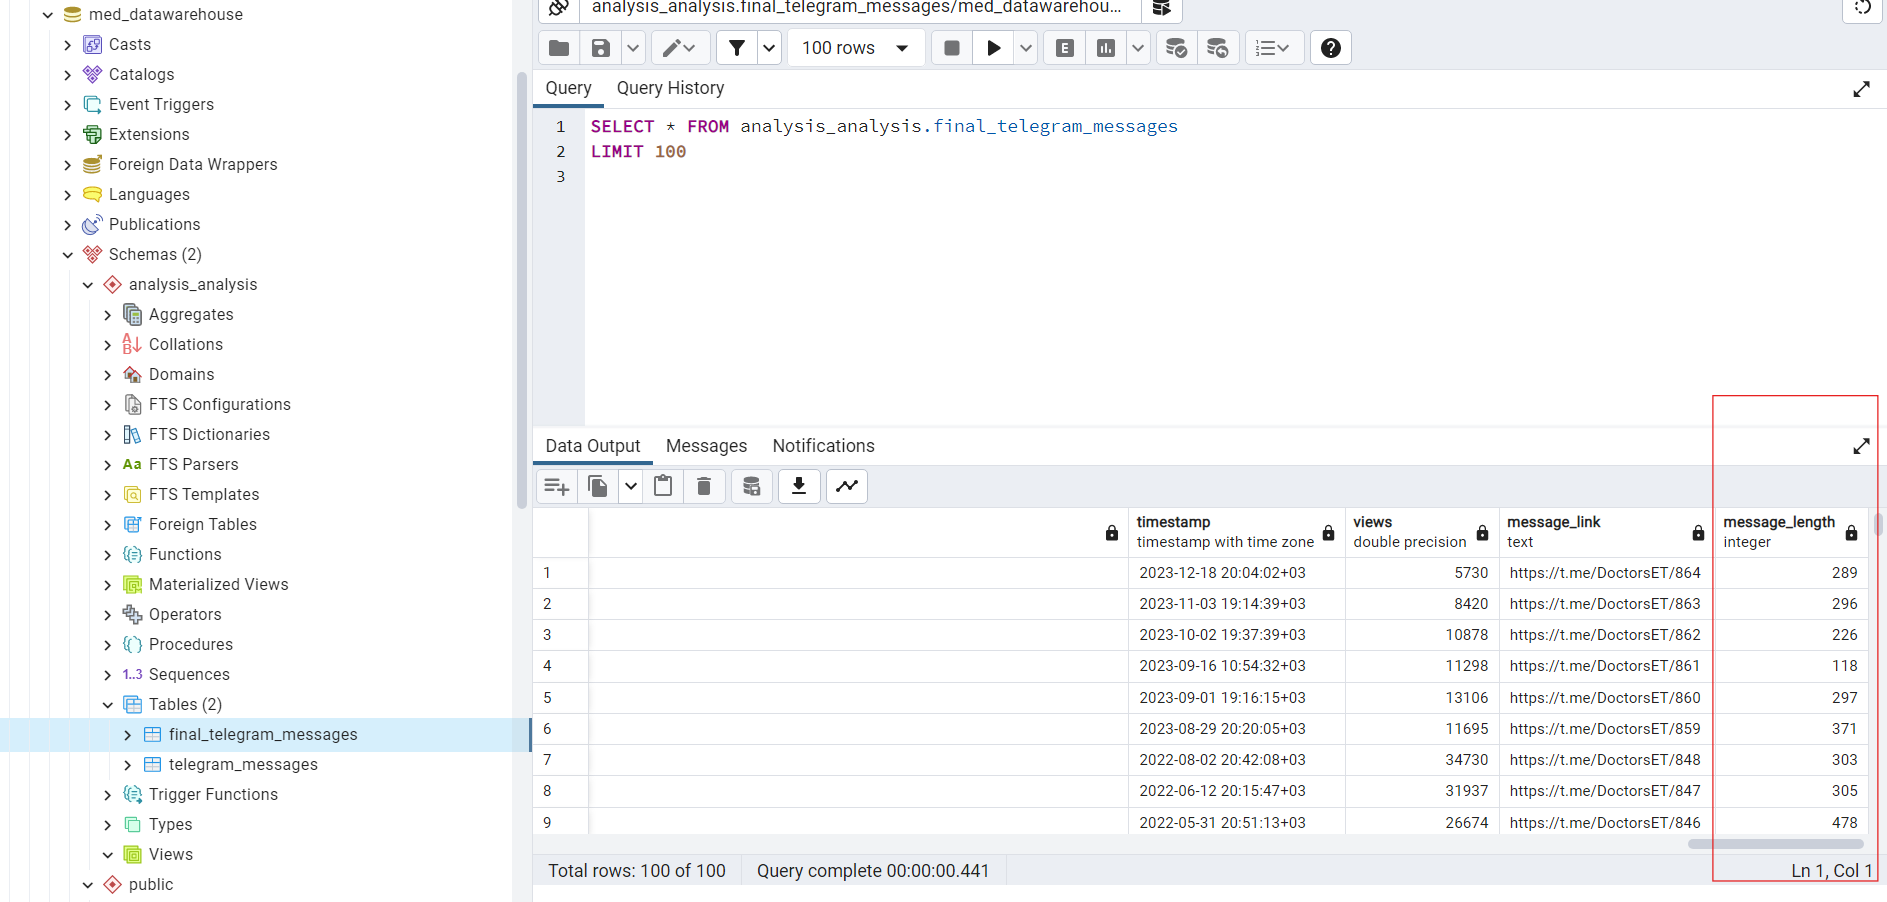 med_datawarehouse
Casts
Catalogs
Event Triggers
Extensions
Foreign Data Wrappers
Languages
Publications
Schemas (2)
analysis_analysis
Aggregates
Collations
Domains
FTS Configurations
FTS Dictionaries
Aa FTS Parsers
FTS Templates
Foreign Tables
Functions
Materialized Views
Operators
Procedures
1..3 Sequences
Tables (2)
final_telegram_messages
telegram_messages
Trigger Functions
Types
Views
public
analysis_analysis.final_telegram_messages/med_datawarehou...
100 rows
E
Query Query History
1 SELECT * FROM analysis_analysis.final_telegram_messages
2 LIMIT 100
3
Data Output Messages Notifications
timestamp views message_link message_length
timestamp with time zone double precision text integer
1 2023-12-18 20:04:02+03 5730 https://t.me/DoctorsET/864 289
2 2023-11-03 19:14:39+03 8420 https://t.me/DoctorsET/863 296
3 2023-10-02 19:37:39+03 10878 https://t.me/DoctorsET/862 226
4 2023-09-16 10:54:32+03 11298 https://t.me/DoctorsET/861 118
5 2023-09-01 19:16:15+03 13106 https://t.me/DoctorsET/860 297
6 2023-08-29 20:20:05+03 11695 https://t.me/DoctorsET/859 371
7 2022-08-02 20:42:08+03 34730 https://t.me/DoctorsET/848 303
8 2022-06-12 20:15:47+03 31937 https://t.me/DoctorsET/847 305
9 2022-05-31 20:51:13+03 26674 https://t.me/DoctorsET/846 478
Total rows: 100 of 100 Query complete 00:00:00.441 Ln 1, Col 1